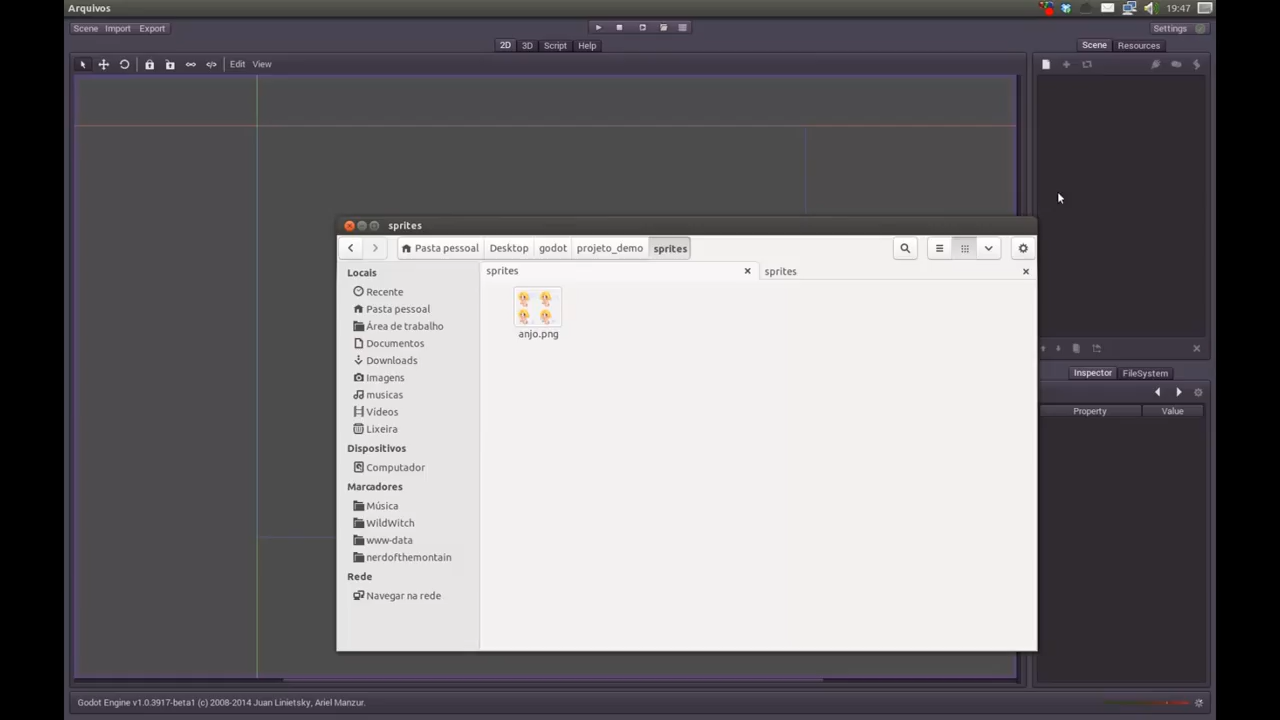 Arquivos
19:47
Scene Import Export
Settings
2D 3D Script Help
Scene Resources
Edit View
sprites
Pasta pessoal Desktop godot projeto_demo sprites
sprites
sprites
anjo.png
Locais
Recente
Pasta pessoal
Área de trabalho
Documentos
Downloads
Imagens
musicas
Vídeos
Lixeira
Dispositivos
Computador
Marcadores
Música
WildWitch
www-data
nerdofthemontain
Rede
Navegar na rede
Inspector FileSystem
Property Value
Godot Engine v1.0.3917-beta1 (c) 2008-2014 Juan Linietsky, Ariel Manzur.